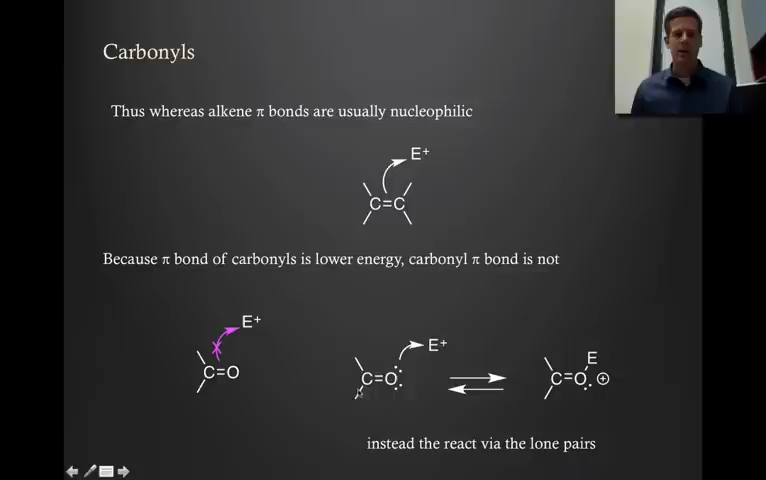 Carbonyls
Thus whereas alkene π bonds are usually nucleophilic
E+
C=C
Because π bond of carbonyls is lower energy, carbonyl π bond is not
E+
C=O
E+
C=O
E
C=O +
instead the react via the lone pairs